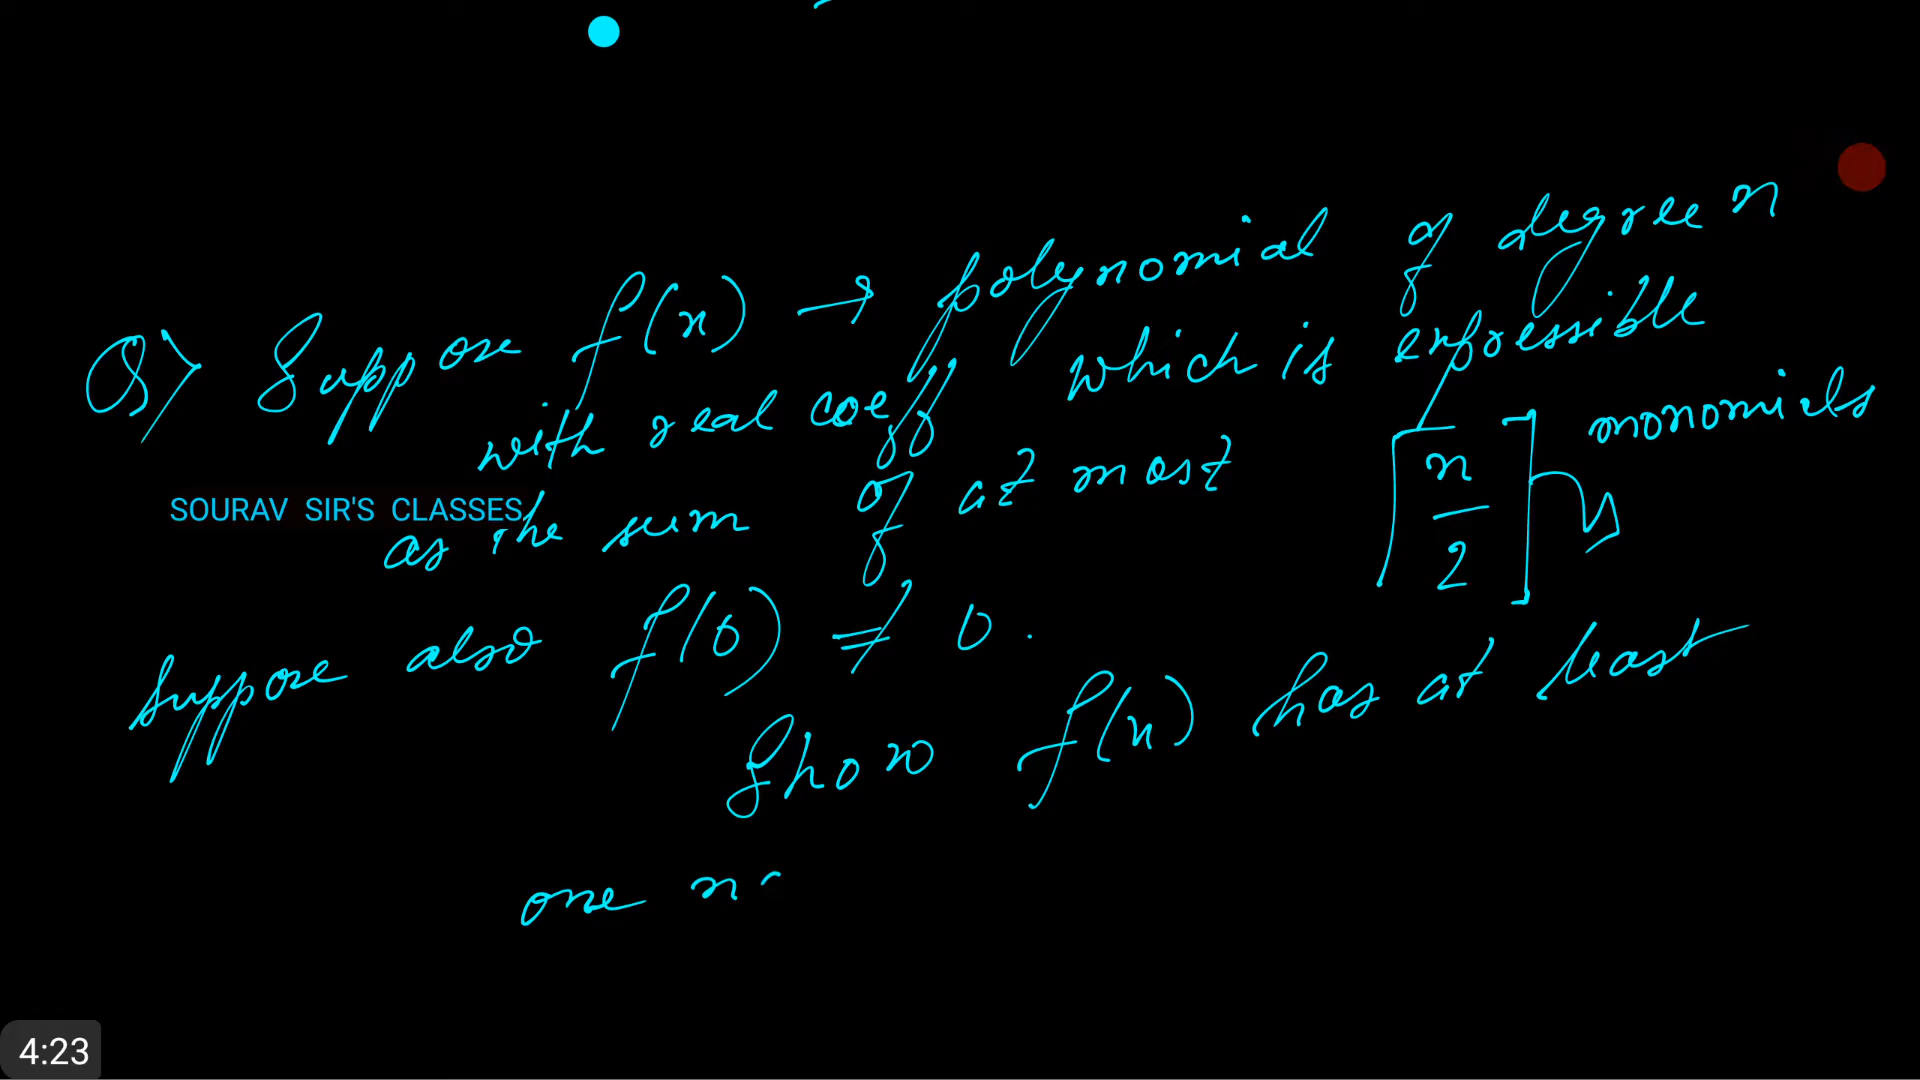 Q) Suppose f(x) → polynomial of degree n
with real coeff which is expressible
as the sum of at most [n/2] monomials
SOURAV SIR'S CLASSES
Suppose also f(0) ≠ 0.
Show f(x) has at least
one
4:23